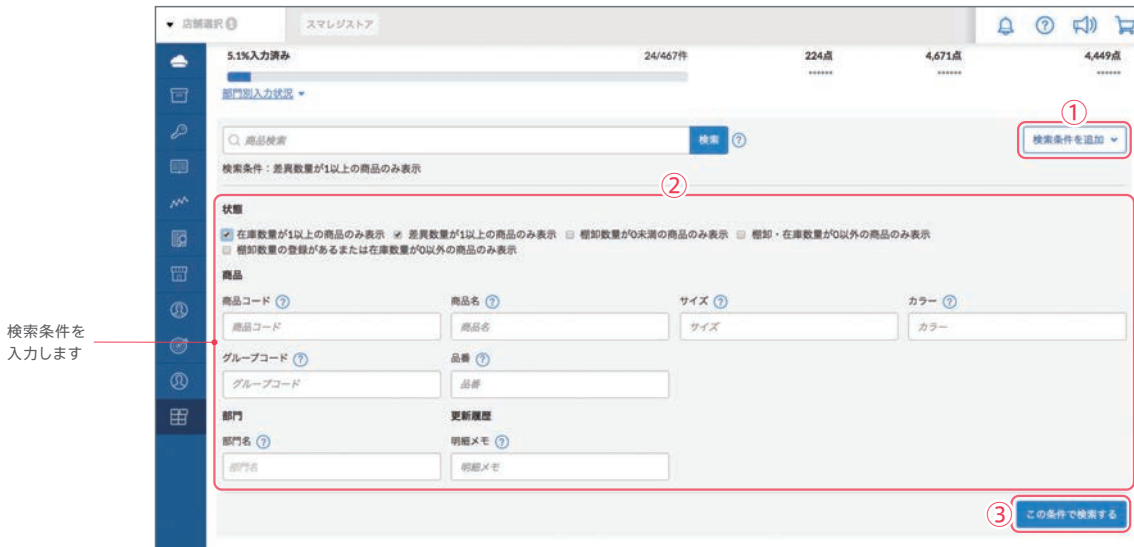 店舗選択
スマレジストア
5.1%入力済み
24/467件
224点
4,671点
4,449点
******
******
******
部門別入力状況
①
商品検索
検索
?
検索条件を追加
検索条件：差異数量が1以上の商品のみ表示
②
状態
在庫数量が1以上の商品のみ表示 差異数量が1以上の商品のみ表示 棚卸数量が0未満の商品のみ表示 棚卸・在庫数量が0以外の商品のみ表示
棚卸数量の登録があるまたは在庫数量が0以外の商品のみ表示
商品
商品コード ? 商品名 ? サイズ ? カラー ?
商品コード 商品名 サイズ カラー
検索条件を
入力します
グループコード ? 品番 ?
グループコード 品番
部門 更新履歴
部門名 ? 明細メモ ?
部門名 明細メモ
③
この条件で検索する